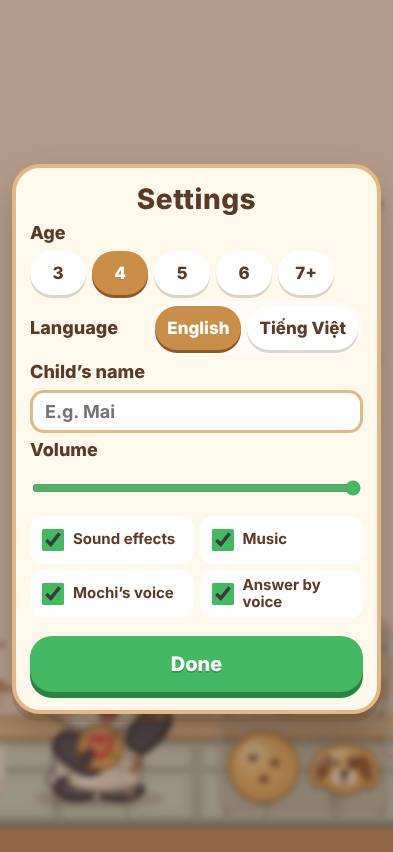 Settings
Age
3 4 5 6 7+
Language English Tiếng Việt
Child’s name
E.g. Mai
Volume
Sound effects Music
Mochi’s voice Answer by
voice
Done